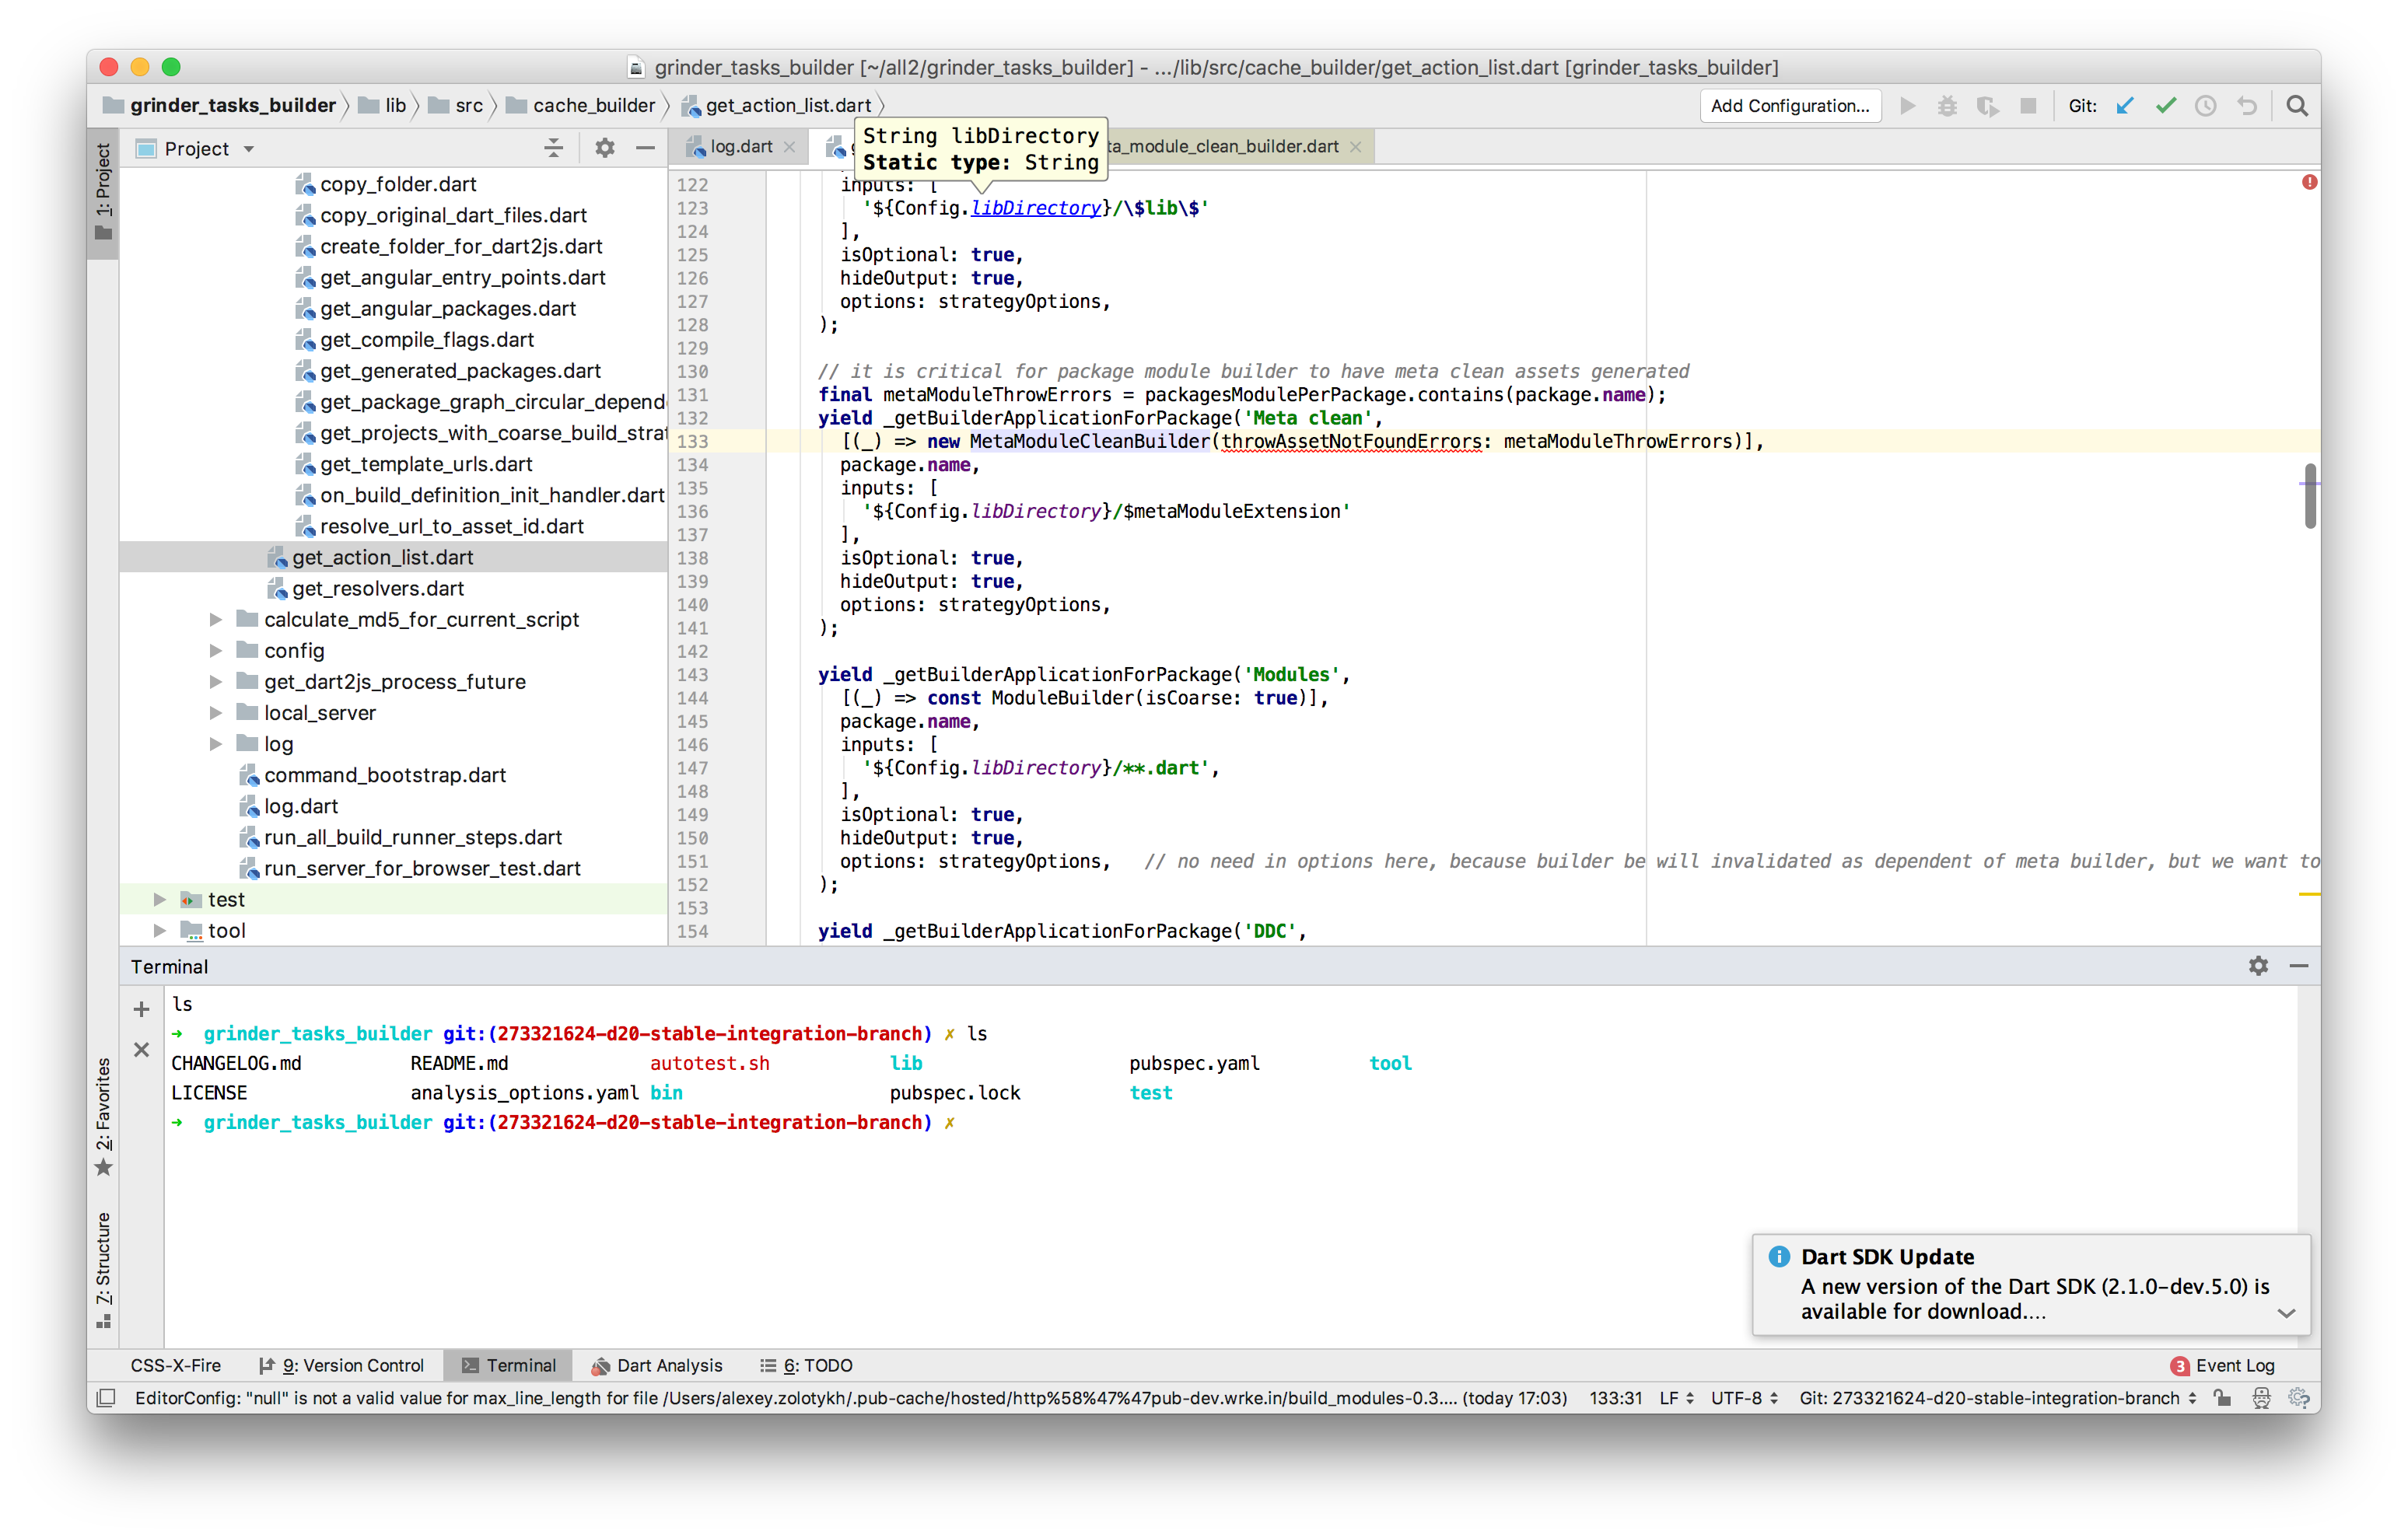 grinder_tasks_builder [~/all2/grinder_tasks_builder] - .../lib/src/cache_builder/get_action_list.dart [grinder_tasks_builder]
grinder_tasks_builder lib src cache_builder get_action_list.dart
Add Configuration... Git:
1: Project
Project
log.dart
String libDirectory
Static type: String
ta_module_clean_builder.dart
copy_folder.dart
copy_original_dart_files.dart
create_folder_for_dart2js.dart
get_angular_entry_points.dart
get_angular_packages.dart
get_compile_flags.dart
get_generated_packages.dart
get_package_graph_circular_depend
get_projects_with_coarse_build_strat
get_template_urls.dart
on_build_definition_init_handler.dart
resolve_url_to_asset_id.dart
get_action_list.dart
get_resolvers.dart
calculate_md5_for_current_script
config
get_dart2js_process_future
local_server
log
command_bootstrap.dart
log.dart
run_all_build_runner_steps.dart
run_server_for_browser_test.dart
test
tool
122 inputs: [
123 '${Config.libDirectory}/\$lib\$'
124 ],
125 isOptional: true,
126 hideOutput: true,
127 options: strategyOptions,
128 );
129
130 // it is critical for package module builder to have meta clean assets generated
131 final metaModuleThrowErrors = packagesModulePerPackage.contains(package.name);
132 yield _getBuilderApplicationForPackage('Meta clean',
133 [(_) => new MetaModuleCleanBuilder(throwAssetNotFoundErrors: metaModuleThrowErrors)],
134 package.name,
135 inputs: [
136 '${Config.libDirectory}/$metaModuleExtension'
137 ],
138 isOptional: true,
139 hideOutput: true,
140 options: strategyOptions,
141 );
142
143 yield _getBuilderApplicationForPackage('Modules',
144 [(_) => const ModuleBuilder(isCoarse: true)],
145 package.name,
146 inputs: [
147 '${Config.libDirectory}/**.dart',
148 ],
149 isOptional: true,
150 hideOutput: true,
151 options: strategyOptions, // no need in options here, because builder be will invalidated as dependent of meta builder, but we want to
152 );
153
154 yield _getBuilderApplicationForPackage('DDC',
Terminal
ls
➜ grinder_tasks_builder git:(273321624-d20-stable-integration-branch) ✗ ls
CHANGELOG.md README.md autotest.sh lib pubspec.yaml tool
LICENSE analysis_options.yaml bin pubspec.lock test
➜ grinder_tasks_builder git:(273321624-d20-stable-integration-branch) ✗
2: Favorites
7: Structure
Dart SDK Update
A new version of the Dart SDK (2.1.0-dev.5.0) is
available for download....
CSS-X-Fire 9: Version Control Terminal Dart Analysis 6: TODO 3 Event Log
EditorConfig: "null" is not a valid value for max_line_length for file /Users/alexey.zolotykh/.pub-cache/hosted/http%58%47%47pub-dev.wrke.in/build_modules-0.3.... (today 17:03) 133:31 LF UTF-8 Git: 273321624-d20-stable-integration-branch